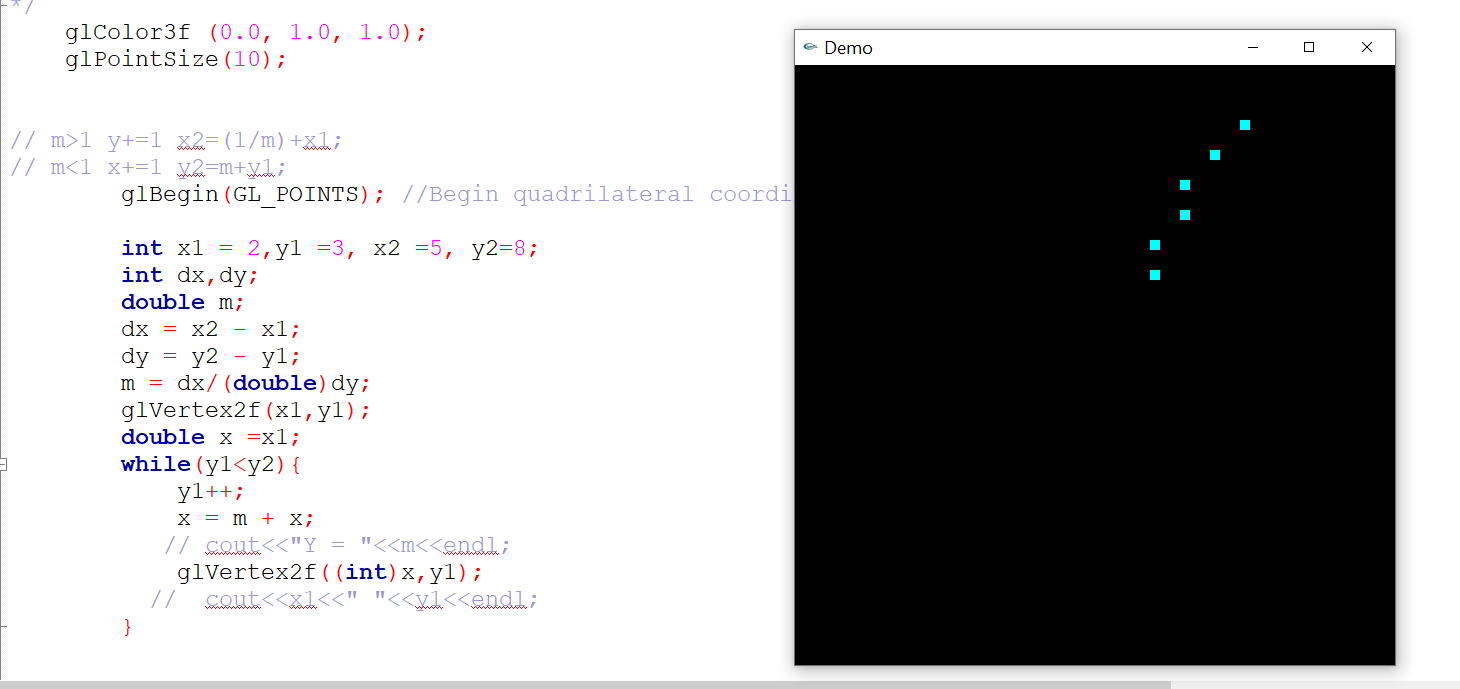 */
glColor3f (0.0, 1.0, 1.0);
glPointSize(10);
// m>1 y+=1 x2=(1/m)+x1;
// m<1 x+=1 y2=m+y1;
glBegin(GL_POINTS); //Begin quadrilateral coordi
int x1 = 2,y1 =3, x2 =5, y2=8;
int dx,dy;
double m;
dx = x2 - x1;
dy = y2 - y1;
m = dx/(double)dy;
glVertex2f(x1,y1);
double x =x1;
while(y1<y2){
y1++;
x = m + x;
// cout<<"Y = "<<m<<endl;
glVertex2f((int)x,y1);
//  cout<<x1<<" "<<y1<<endl;
}
Demo